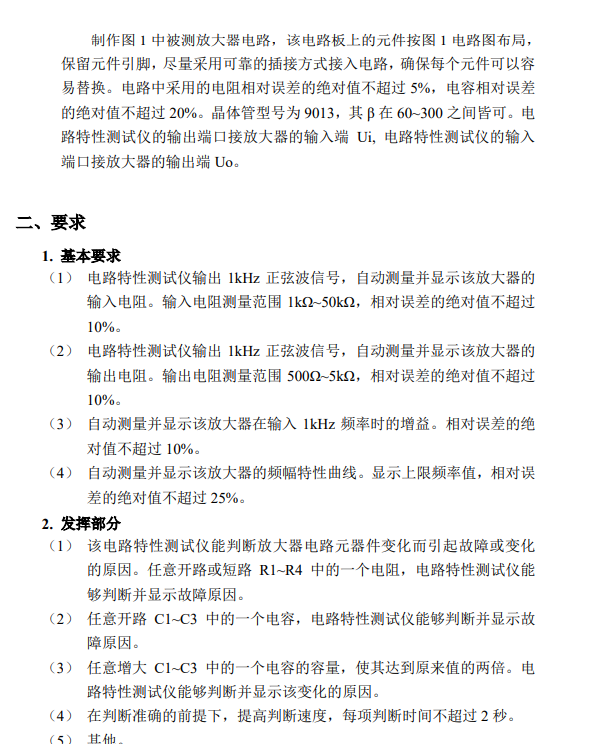 制作图 1 中被测放大器电路，该电路板上的元件按图 1 电路图布局，
保留元件引脚，尽量采用可靠的插接方式接入电路，确保每个元件可以容
易替换。电路中采用的电阻相对误差的绝对值不超过 5%，电容相对误差
的绝对值不超过 20%。晶体管型号为 9013，其 β 在 60~300 之间皆可。电
路特性测试仪的输出端口接放大器的输入端 Ui, 电路特性测试仪的输入
端口接放大器的输出端 Uo。
二、要求
1. 基本要求
（1） 电路特性测试仪输出 1kHz 正弦波信号，自动测量并显示该放大器的
输入电阻。输入电阻测量范围 1kΩ~50kΩ，相对误差的绝对值不超过
10%。
（2） 电路特性测试仪输出 1kHz 正弦波信号，自动测量并显示该放大器的
输出电阻。输出电阻测量范围 500Ω~5kΩ，相对误差的绝对值不超过
10%。
（3） 自动测量并显示该放大器在输入 1kHz 频率时的增益。相对误差的绝
对值不超过 10%。
（4） 自动测量并显示该放大器的频幅特性曲线。显示上限频率值，相对误
差的绝对值不超过 25%。
2. 发挥部分
（1） 该电路特性测试仪能判断放大器电路元器件变化而引起故障或变化
的原因。任意开路或短路 R1~R4 中的一个电阻，电路特性测试仪能
够判断并显示故障原因。
（2） 任意开路 C1~C3 中的一个电容，电路特性测试仪能够判断并显示故
障原因。
（3） 任意增大 C1~C3 中的一个电容的容量，使其达到原来值的两倍。电
路特性测试仪能够判断并显示该变化的原因。
（4） 在判断准确的前提下，提高判断速度，每项判断时间不超过 2 秒。
（5） 其他。